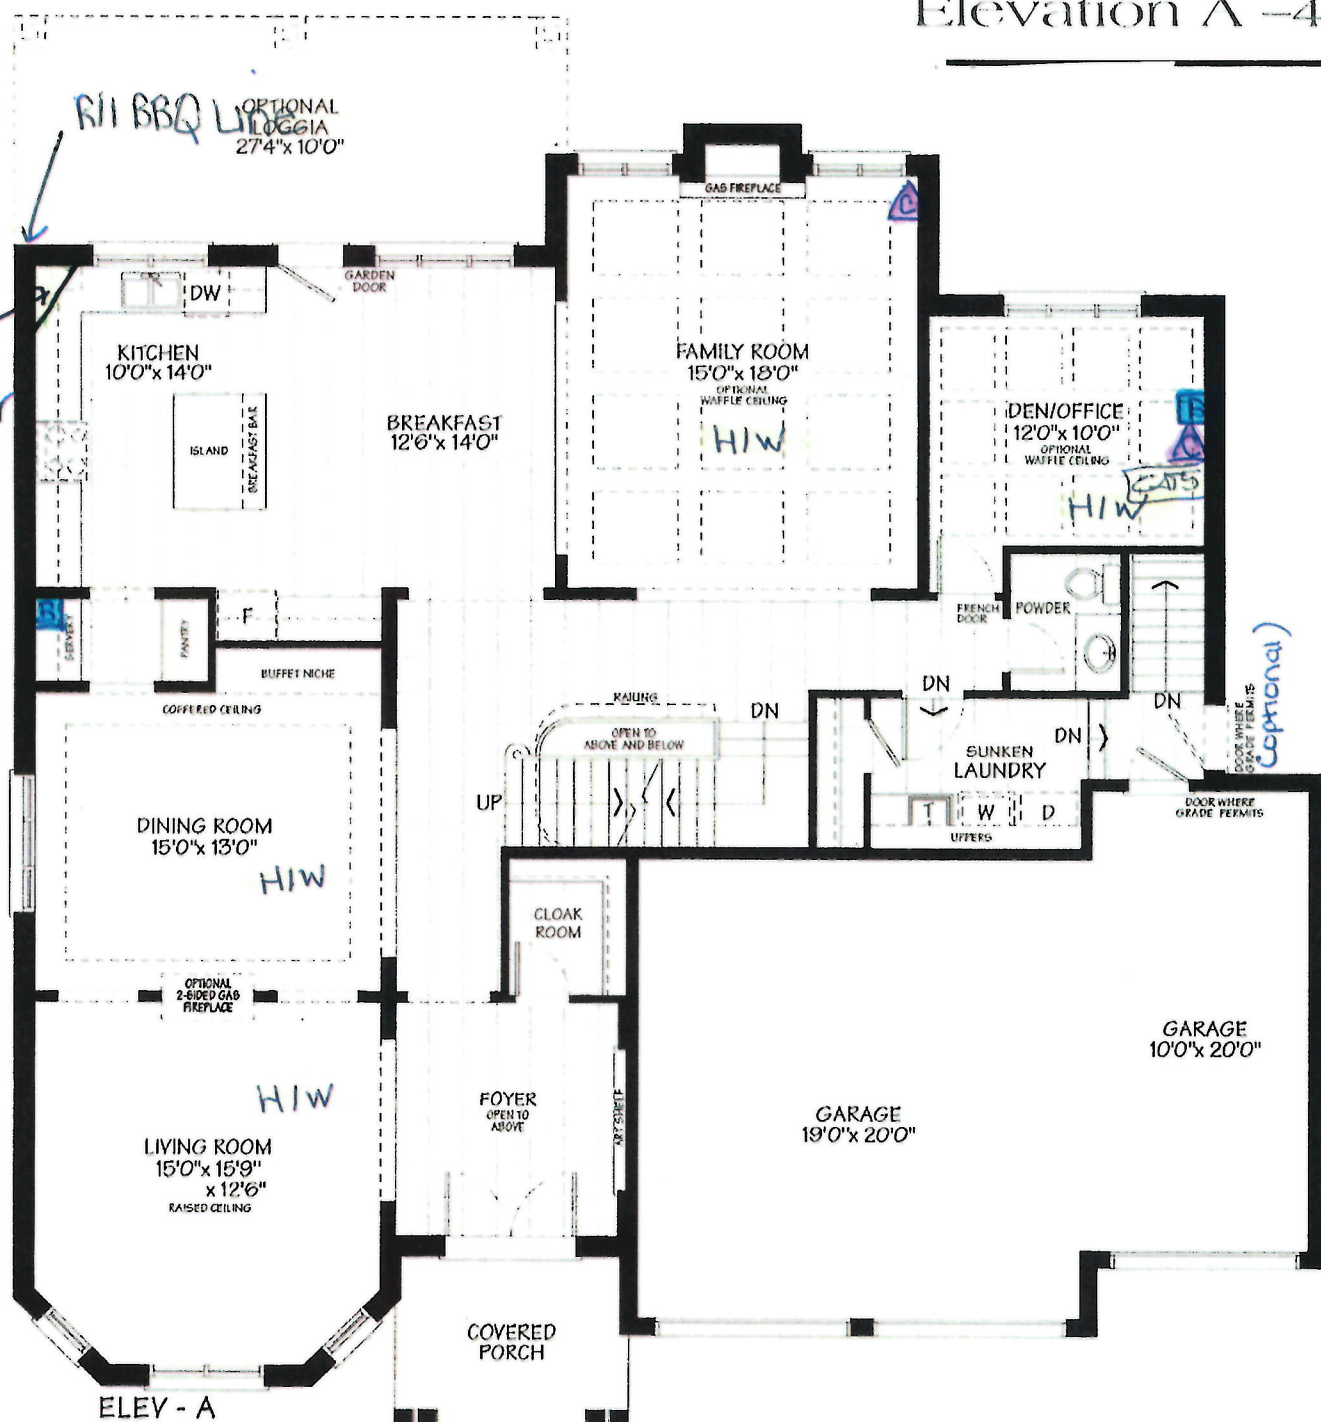 Elevation A -4
R/I BBQ Line
OPTIONAL
LOGGIA
27'4"x 10'0"
GAS FIREPLACE
C
GARDEN
DOOR
DW
KITCHEN
10'0"x 14'0"
ISLAND
BREAKFAST BAR
BREAKFAST
12'6"x 14'0"
FAMILY ROOM
15'0"x 18'0"
OPTIONAL
WAFFLE CEILING
H/W
DEN/OFFICE
12'0"x 10'0"
OPTIONAL
WAFFLE CEILING
C
CAT5
H/W
B
SERVERY
PANTRY
F
BUFFET NICHE
COFFERED CEILING
FRENCH
DOOR
POWDER
DN
DN
DOOR WHERE
GRADE PERMITS
(optional)
RAILING
DN
OPEN TO
ABOVE AND BELOW
UP
SUNKEN
LAUNDRY
DN
T
W
D
UPPERS
DOOR WHERE
GRADE PERMITS
DINING ROOM
15'0"x 13'0"
H/W
CLOAK
ROOM
OPTIONAL
2-SIDED GAS
FIREPLACE
H/W
LIVING ROOM
15'0"x 15'9"
x 12'6"
RAISED CEILING
FOYER
OPEN TO
ABOVE
ART SHELF
GARAGE
19'0"x 20'0"
GARAGE
10'0"x 20'0"
COVERED
PORCH
ELEV - A